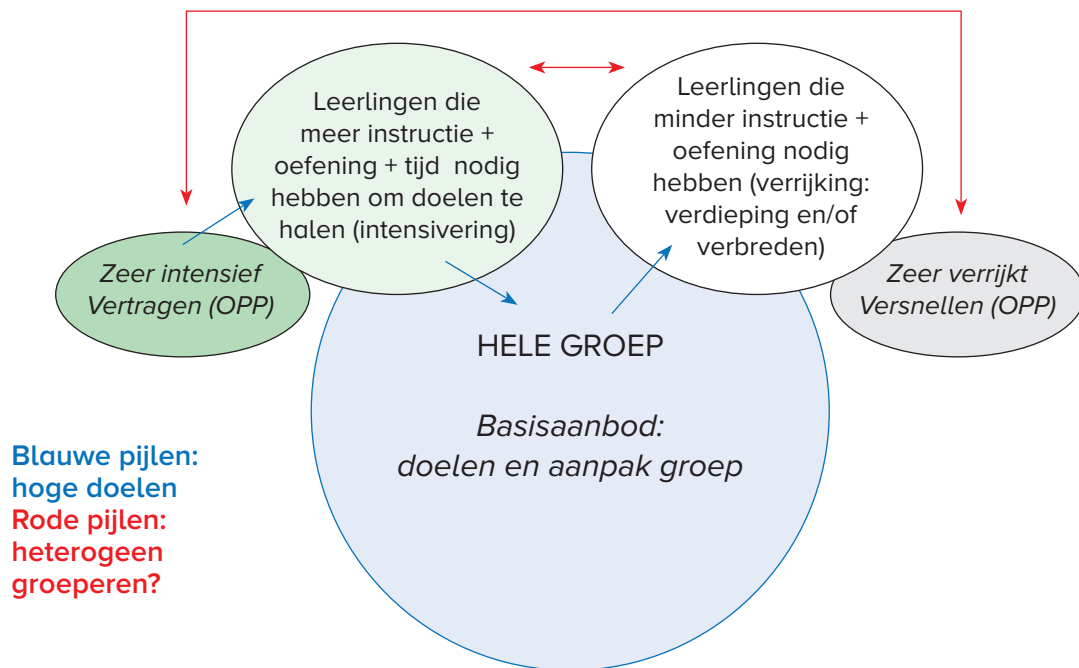 Leerlingen die
meer instructie +
oefening + tijd nodig
hebben om doelen te
halen (intensivering)
Leerlingen die
minder instructie +
oefening nodig
hebben (verrijking:
verdieping en/of
verbreden)
Zeer intensief
Vertragen (OPP)
Zeer verrijkt
Versnellen (OPP)
HELE GROEP
Basisaanbod:
doelen en aanpak groep
Blauwe pijlen:
hoge doelen
Rode pijlen:
heterogeen
groeperen?